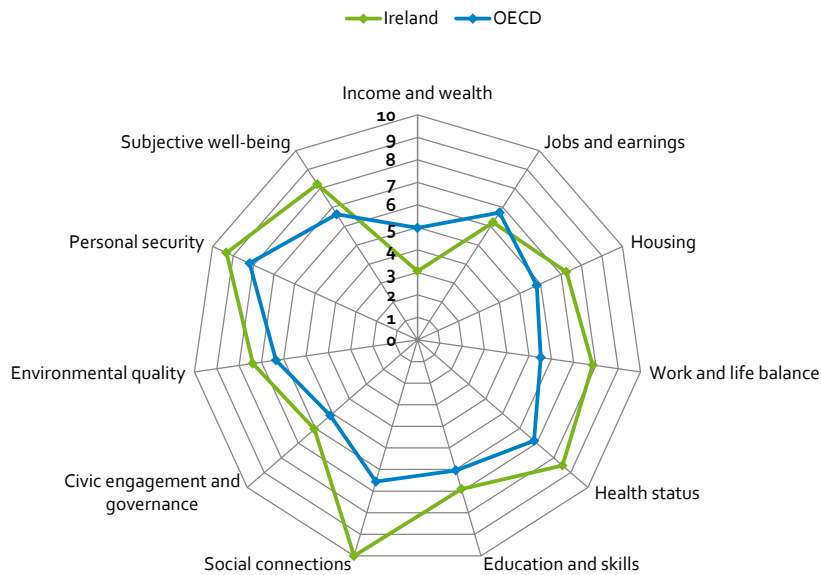 Ireland OECD
Income and wealth
Subjective well-being
Jobs and earnings
10
9
8
7
6
5
4
3
2
1
0
Personal security
Housing
Environmental quality
Work and life balance
Civic engagement and
governance
Health status
Social connections
Education and skills